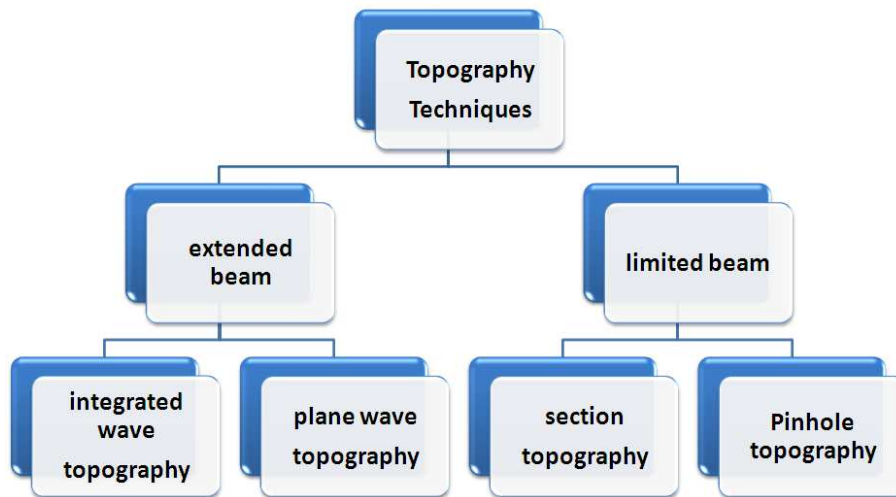 Topography
Techniques
extended
beam
limited beam
integrated
wave
topography
plane wave
topography
section
topography
Pinhole
topography